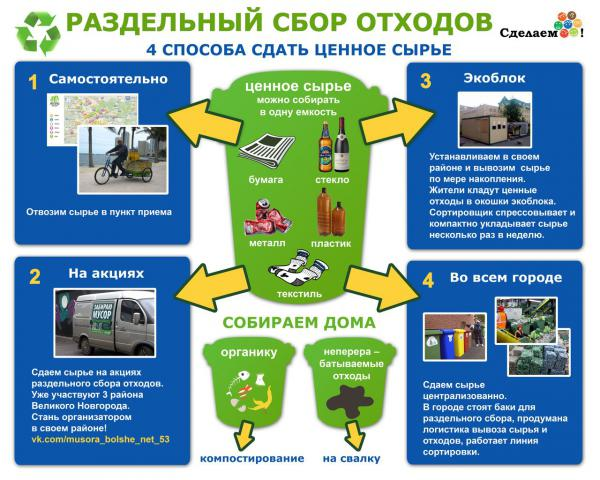 РАЗДЕЛЬНЫЙ СБОР ОТХОДОВ
Сделаем!
4 СПОСОБА СДАТЬ ЦЕННОЕ СЫРЬЕ
1 Самостоятельно
Отвозим сырье в пункт приема
ценное сырье
можно собирать
в одну емкость
бумага
стекло
металл
пластик
текстиль
3 Экоблок
Устанавливаем в своем
районе и вывозим сырье
по мере накопления.
Жители кладут ценные
отходы в окошки экоблока.
Сортировщик спрессовывает и
компактно укладывает сырье
несколько раз в неделю.
2 На акциях
ЗАБИРАЮ
МУСОР
Сдаем сырье на акциях
раздельного сбора отходов.
Уже участвуют 3 района
Великого Новгорода.
Стань организатором
в своем районе!
vk.com/musora_bolshe_net_53
СОБИРАЕМ ДОМА
органику
неперера –
батываемые
отходы
компостирование
на свалку
4 Во всем городе
Сдаем сырье
централизованно.
В городе стоят баки для
раздельного сбора, продумана
логистика вывоза сырья и
отходов, работает линия
сортировки.